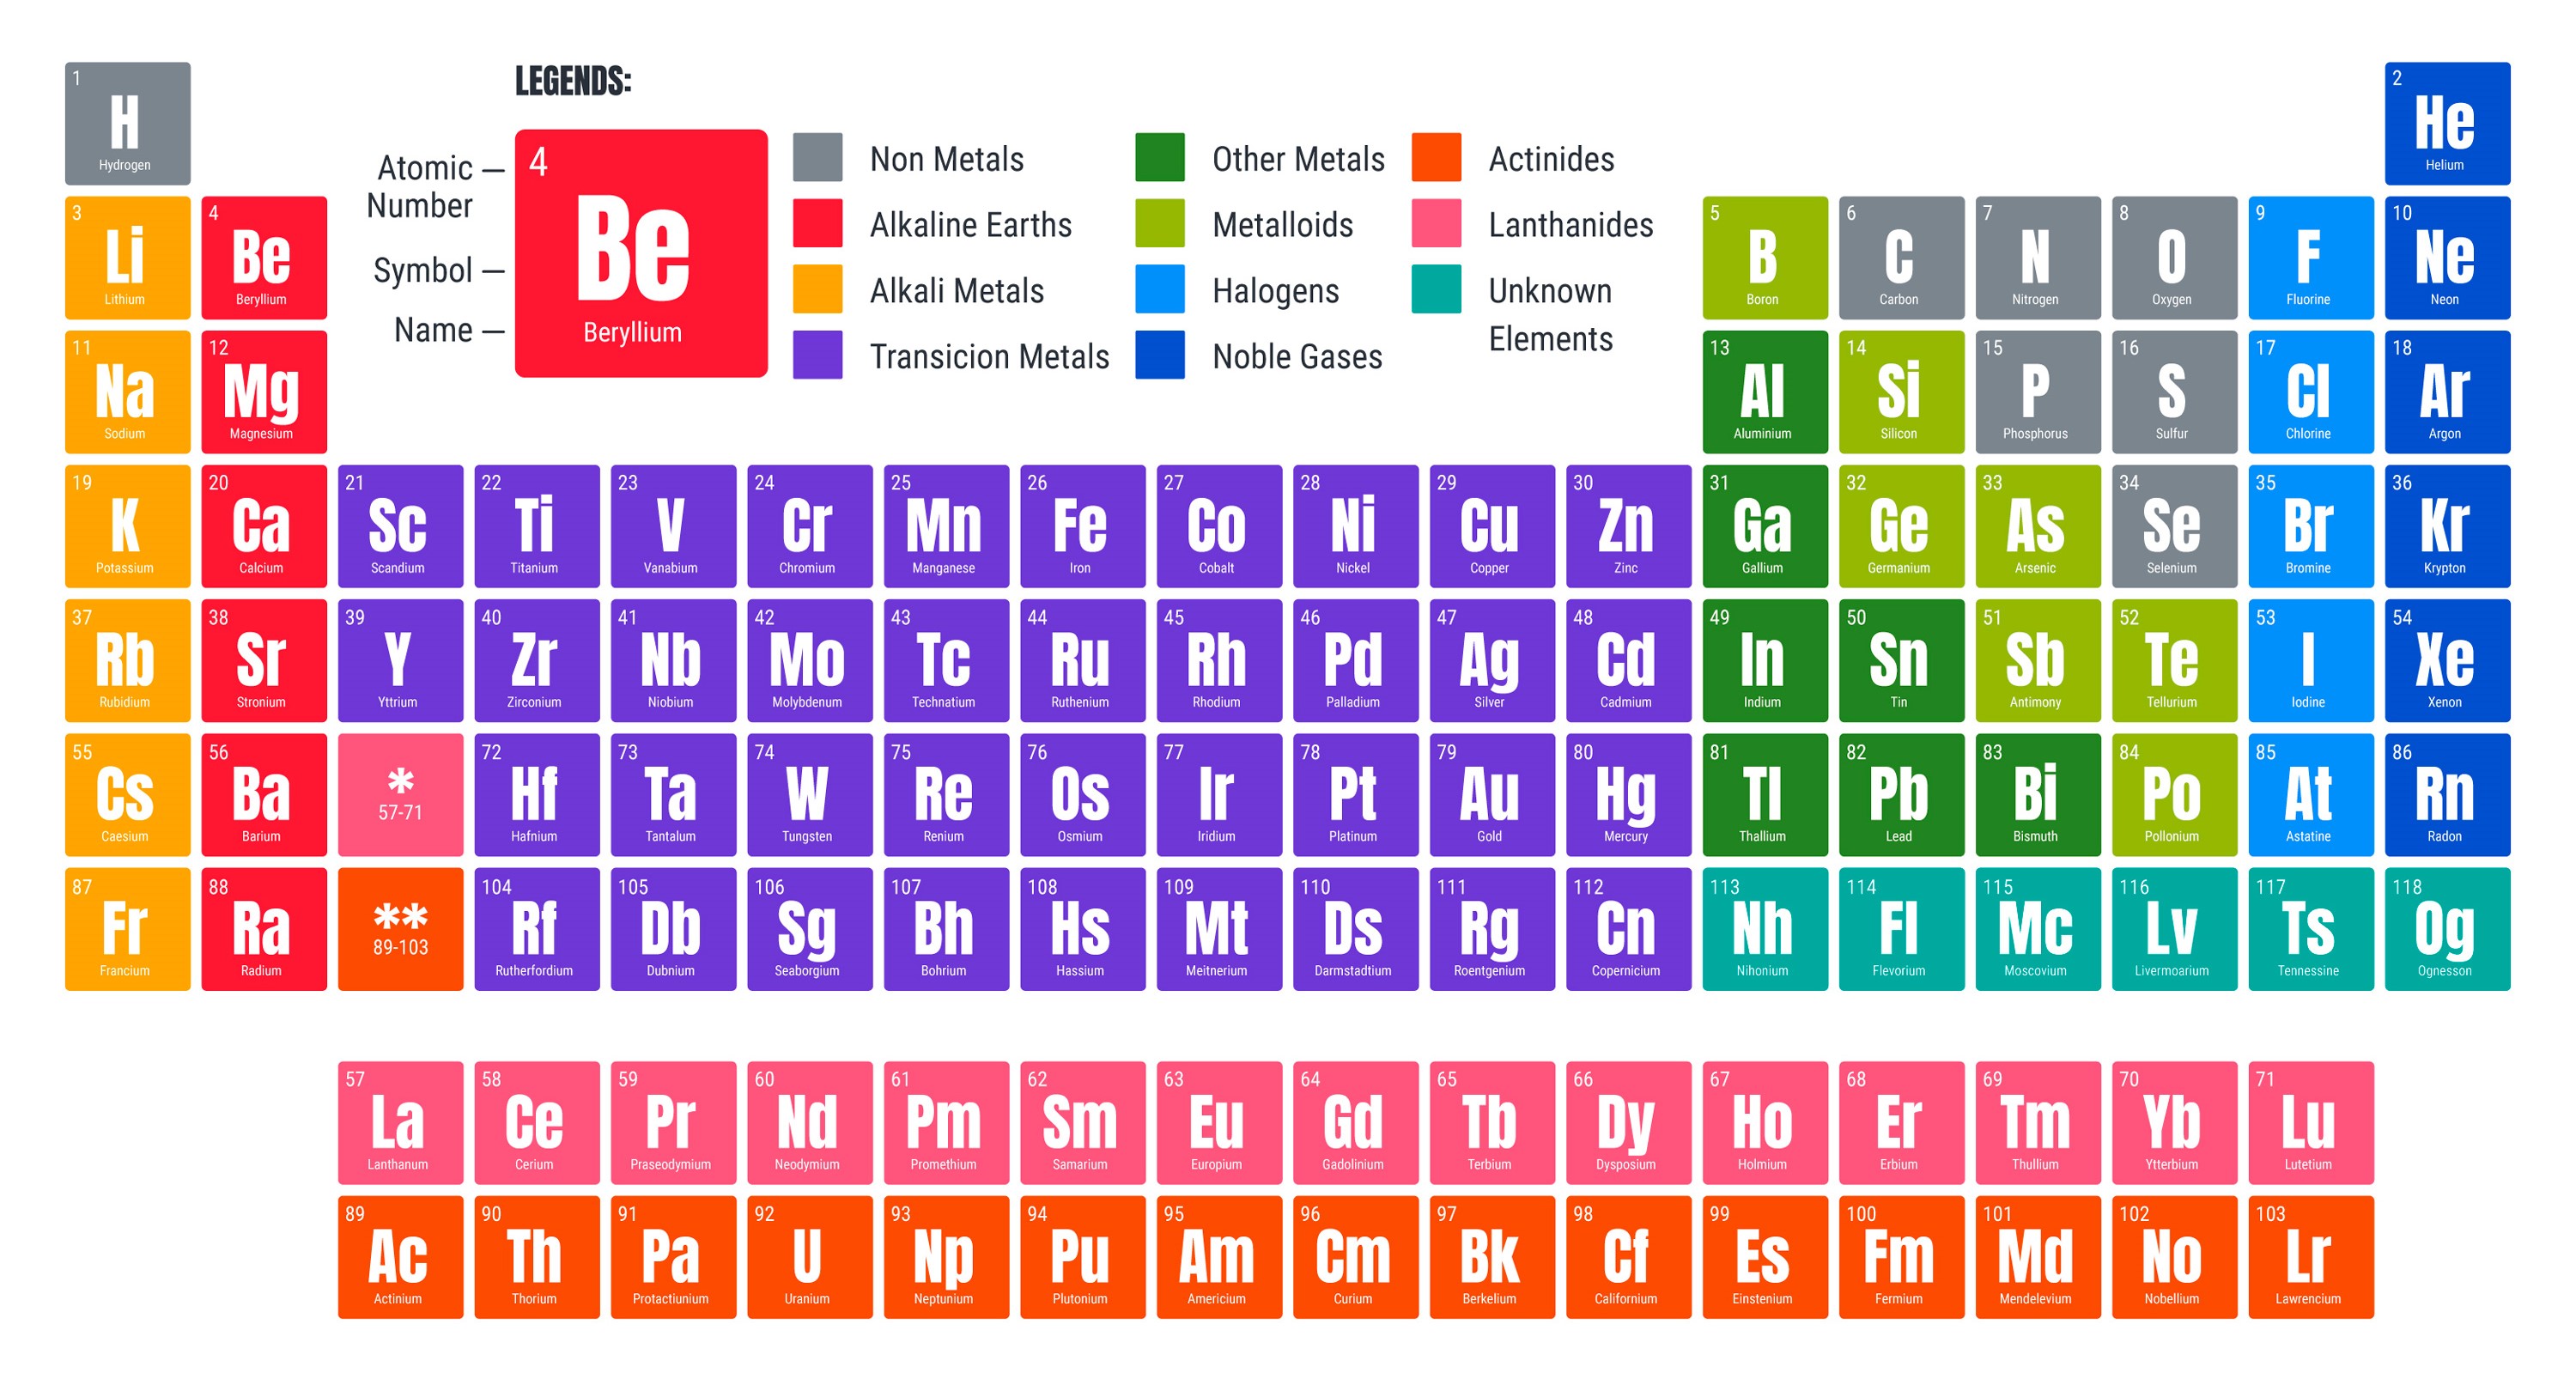 LEGENDS:
1
H
Hydrogen
2
He
Helium
Atomic
Number
Symbol
Name
4
Be
Beryllium
Non Metals
Alkaline Earths
Alkali Metals
Transicion Metals
Other Metals
Metalloids
Halogens
Noble Gases
Actinides
Lanthanides
Unknown
Elements
3
Li
Lithium
4
Be
Beryllium
5
B
Boron
6
C
Carbon
7
N
Nitrogen
8
O
Oxygen
9
F
Fluorine
10
Ne
Neon
11
Na
Sodium
12
Mg
Magnesium
13
Al
Aluminium
14
Si
Silicon
15
P
Phosphorus
16
S
Sulfur
17
Cl
Chlorine
18
Ar
Argon
19
K
Potassium
20
Ca
Calcium
21
Sc
Scandium
22
Ti
Titanium
23
V
Vanabium
24
Cr
Chromium
25
Mn
Manganese
26
Fe
Iron
27
Co
Cobalt
28
Ni
Nickel
29
Cu
Copper
30
Zn
Zinc
31
Ga
Gallium
32
Ge
Germanium
33
As
Arsenic
34
Se
Selenium
35
Br
Bromine
36
Kr
Krypton
37
Rb
Rubidium
38
Sr
Stronium
39
Y
Yttrium
40
Zr
Zirconium
41
Nb
Niobium
42
Mo
Molybdenum
43
Tc
Technatium
44
Ru
Ruthenium
45
Rh
Rhodium
46
Pd
Palladium
47
Ag
Silver
48
Cd
Cadmium
49
In
Indium
50
Sn
Tin
51
Sb
Antimony
52
Te
Tellurium
53
I
Iodine
54
Xe
Xenon
55
Cs
Caesium
56
Ba
Barium
*
57-71
72
Hf
Hafnium
73
Ta
Tantalum
74
W
Tungsten
75
Re
Renium
76
Os
Osmium
77
Ir
Iridium
78
Pt
Platinum
79
Au
Gold
80
Hg
Mercury
81
Tl
Thallium
82
Pb
Lead
83
Bi
Bismuth
84
Po
Pollonium
85
At
Astatine
86
Rn
Radon
87
Fr
Francium
88
Ra
Radium
**
89-103
104
Rf
Rutherfordium
105
Db
Dubnium
106
Sg
Seaborgium
107
Bh
Bohrium
108
Hs
Hassium
109
Mt
Meitnerium
110
Ds
Darmstadtium
111
Rg
Roentgenium
112
Cn
Copernicium
113
Nh
Nihonium
114
Fl
Flevorium
115
Mc
Moscovium
116
Lv
Livermoarium
117
Ts
Tennessine
118
Og
Ognesson
57
La
Lanthanum
58
Ce
Cerium
59
Pr
Praseodymium
60
Nd
Neodymium
61
Pm
Promethium
62
Sm
Samarium
63
Eu
Europium
64
Gd
Gadolinium
65
Tb
Terbium
66
Dy
Dysposium
67
Ho
Holmium
68
Er
Erbium
69
Tm
Thullium
70
Yb
Ytterbium
71
Lu
Lutetium
89
Ac
Actinium
90
Th
Thorium
91
Pa
Protactiunium
92
U
Uranium
93
Np
Neptunium
94
Pu
Plutonium
95
Am
Americium
96
Cm
Curium
97
Bk
Berkelium
98
Cf
Californium
99
Es
Einstenium
100
Fm
Fermium
101
Md
Mendelevium
102
No
Nobellium
103
Lr
Lawrencium